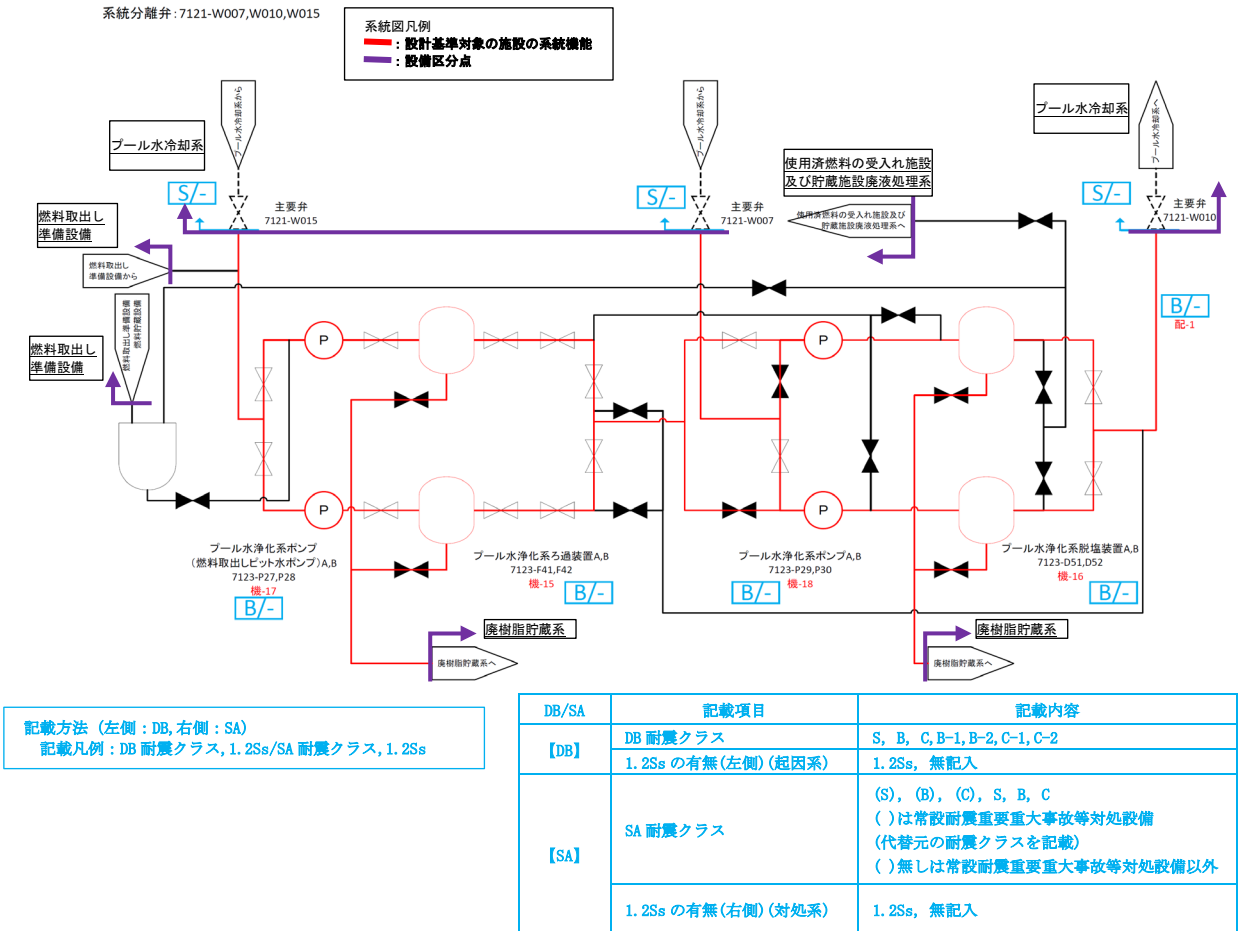 系統分離弁:7121-W007,W010,W015
系統図凡例
:設計基準対象の施設の系統機能
:設備区分点
プール水冷却系から
プール水冷却系から
プール水冷却系へ
プール水冷却系
プール水冷却系
使用済燃料の受入れ施設
及び貯蔵施設廃液処理系
S/-
主要弁
7121-W015
S/-
主要弁
7121-W007
使用済燃料の受入れ施設及び
貯蔵施設廃液処理系へ
S/-
主要弁
7121-W010
燃料取出し
準備設備
燃料取出し
準備設備から
燃料取出し準備設備
燃料貯蔵設備
燃料取出し
準備設備
B/-
配-1
P
P
P
P
プール水浄化系ポンプ
(燃料取出しピット水ポンプ)A,B
7123-P27,P28
機-17
B/-
プール水浄化系ろ過装置A,B
7123-F41,F42
機-15
B/-
プール水浄化系ポンプA,B
7123-P29,P30
機-18
B/-
プール水浄化系脱塩装置A,B
7123-D51,D52
機-16
B/-
廃樹脂貯蔵系
廃樹脂貯蔵系へ
廃樹脂貯蔵系
廃樹脂貯蔵系へ
記載方法(左側:DB,右側:SA)
記載凡例:DB 耐震クラス,1.2Ss/SA 耐震クラス,1.2Ss
DB/SA
記載項目
記載内容
【DB】
DB 耐震クラス
S, B, C,B-1,B-2,C-1,C-2
1.2Ss の有無(左側)(起因系)
1.2Ss, 無記入
【SA】
SA 耐震クラス
(S), (B), (C), S, B, C
( )は常設耐震重要重大事故等対処設備
(代替元の耐震クラスを記載)
( )無しは常設耐震重要重大事故等対処設備以外
1.2Ss の有無(右側)(対処系)
1.2Ss, 無記入